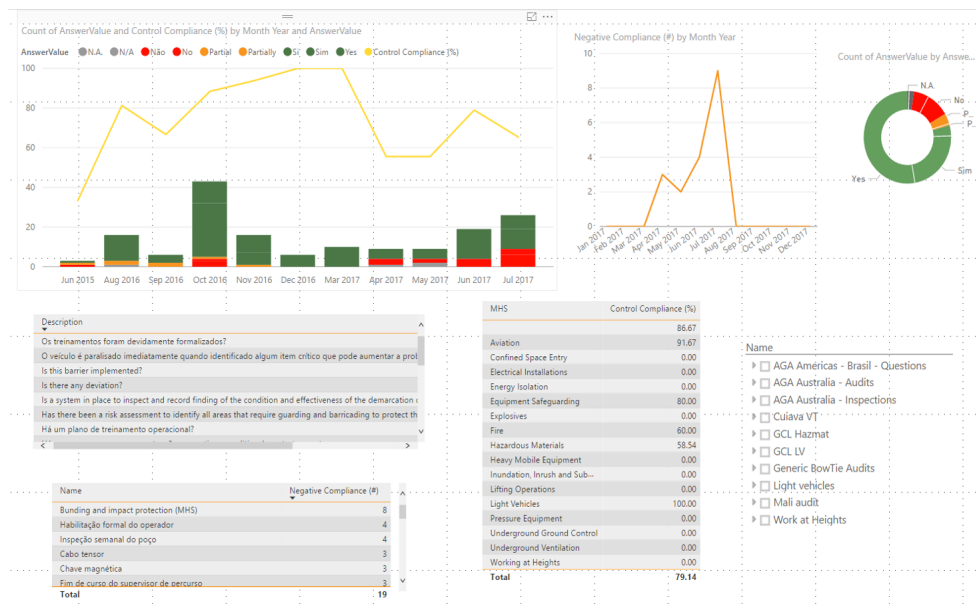 Count of AnswerValue and Control Compliance (%) by Month Year and AnswerValue
AnswerValue N.A. N/A Não No Partial Partially Sí Sim Yes Control Compliance (%)
100
80
60
40
20
0
Jun 2015 Aug 2016 Sep 2016 Oct 2016 Nov 2016 Dec 2016 Mar 2017 Apr 2017 May 2017 Jun 2017 Jul 2017
Negative Compliance (#) by Month Year
10
8
6
4
2
0
Jan 2017 Feb 2017 Mar 2017 Apr 2017 May 2017 Jun 2017 Jul 2017 Aug 2017 Sep 2017 Oct 2017 Nov 2017 Dec 2017
Count of AnswerValue by Answe...
N.A.
No
P...
P...
Sim
Yes
Description
Os treinamentos foram devidamente formalizados?
O veículo é paralisado imediatamente quando identificado algum item crítico que pode aumentar a prob
Is this barrier implemented?
Is there any deviation?
Is a system in place to inspect and record finding of the condition and effectiveness of the demarcation
Has there been a risk assessment to identify all areas that require guarding and barricading to protect th
Há um plano de treinamento operacional?
Name Negative Compliance (#)
Bunding and impact protection (MHS) 8
Habilitação formal do operador 4
Inspeção semanal do poço 4
Cabo tensor 3
Chave magnética 3
Fim de curso do supervisor de percurso 3
Total 19
MHS Control Compliance (%)
86.67
Aviation 91.67
Confined Space Entry 0.00
Electrical Installations 0.00
Energy Isolation 0.00
Equipment Safeguarding 80.00
Explosives 0.00
Fire 60.00
Hazardous Materials 58.54
Heavy Mobile Equipment 0.00
Inundation, Inrush and Sub... 0.00
Lifting Operations 0.00
Light Vehicles 100.00
Pressure Equipment 0.00
Underground Ground Control 0.00
Underground Ventilation 0.00
Working at Heights 0.00
Total 79.14
Name
AGA Americas - Brasil - Questions
AGA Australia - Audits
AGA Australia - Inspections
Cuiava VT
GCL Hazmat
GCL LV
Generic BowTie Audits
Light vehicles
Mali audit
Work at Heights